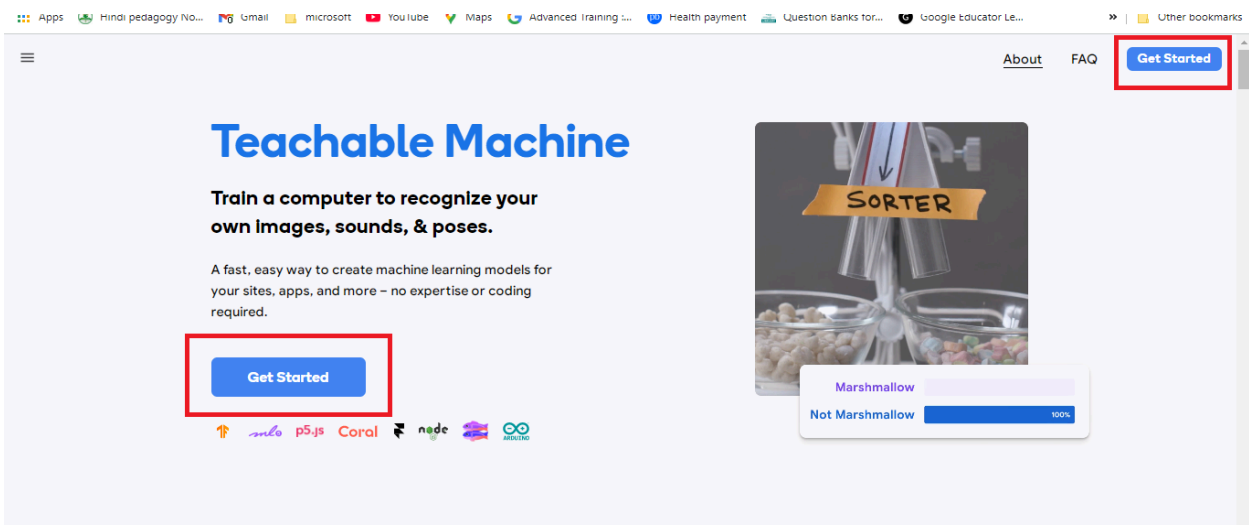 Apps Hindi pedagogy No... Gmail microsoft YouTube Maps Advanced Training :... Health payment Question Banks for... Google Educator Le... » Other bookmarks
About FAQ Get Started
Teachable Machine
Train a computer to recognize your
own images, sounds, & poses.
A fast, easy way to create machine learning models for
your sites, apps, and more – no expertise or coding
required.
Get Started
SORTER
Marshmallow
Not Marshmallow 100%
mlo p5.js Coral node ARDUINO